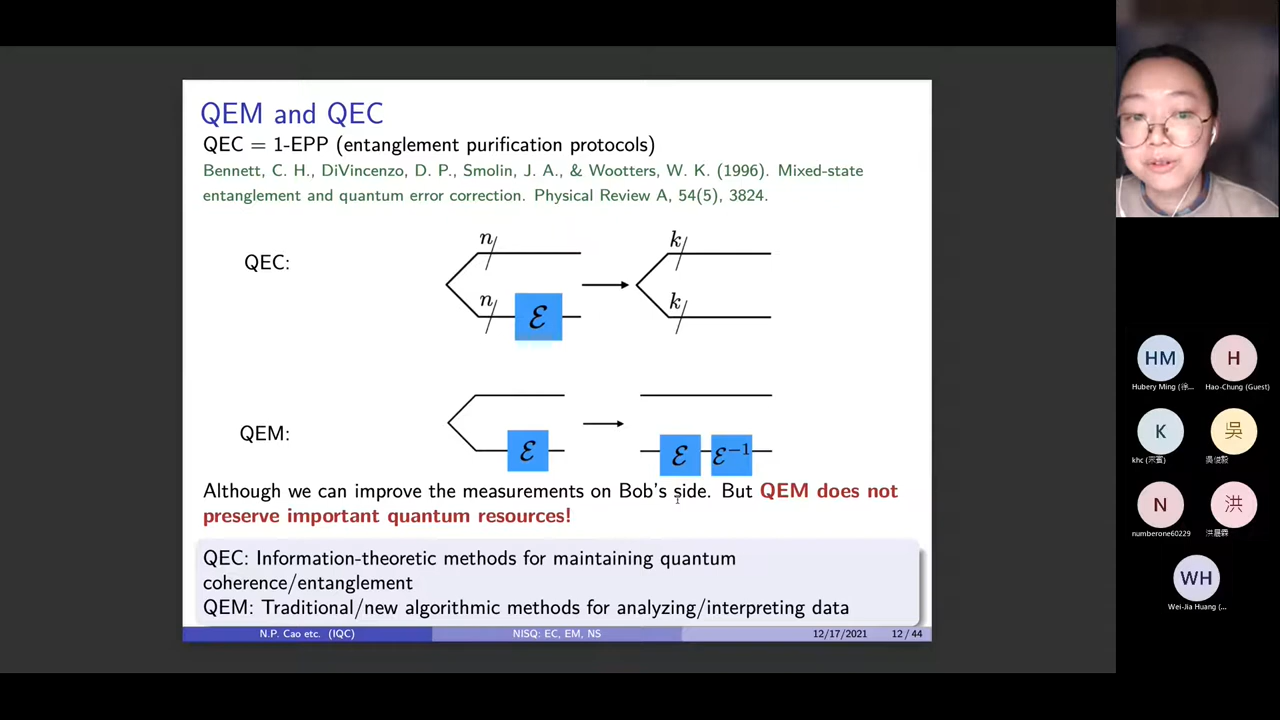 QEM and QEC
QEC = 1-EPP (entanglement purification protocols)
Bennett, C. H., DiVincenzo, D. P., Smolin, J. A., & Wootters, W. K. (1996). Mixed-state
entanglement and quantum error correction. Physical Review A, 54(5), 3824.
QEC:
n
n
ℰ
k
k
QEM:
ℰ
ℰ ℰ⁻¹
Although we can improve the measurements on Bob's side. But QEM does not
preserve important quantum resources!
QEC: Information-theoretic methods for maintaining quantum
coherence/entanglement
QEM: Traditional/new algorithmic methods for analyzing/interpreting data
N.P. Cao etc. (IQC) NISQ: EC, EM, NS 12/17/2021 12 / 44
HM
Hubery Ming
H
Hao-Chung (Guest)
K
khc
吳
N
numberone60229
洪
WH
Wei-Jia Huang (...